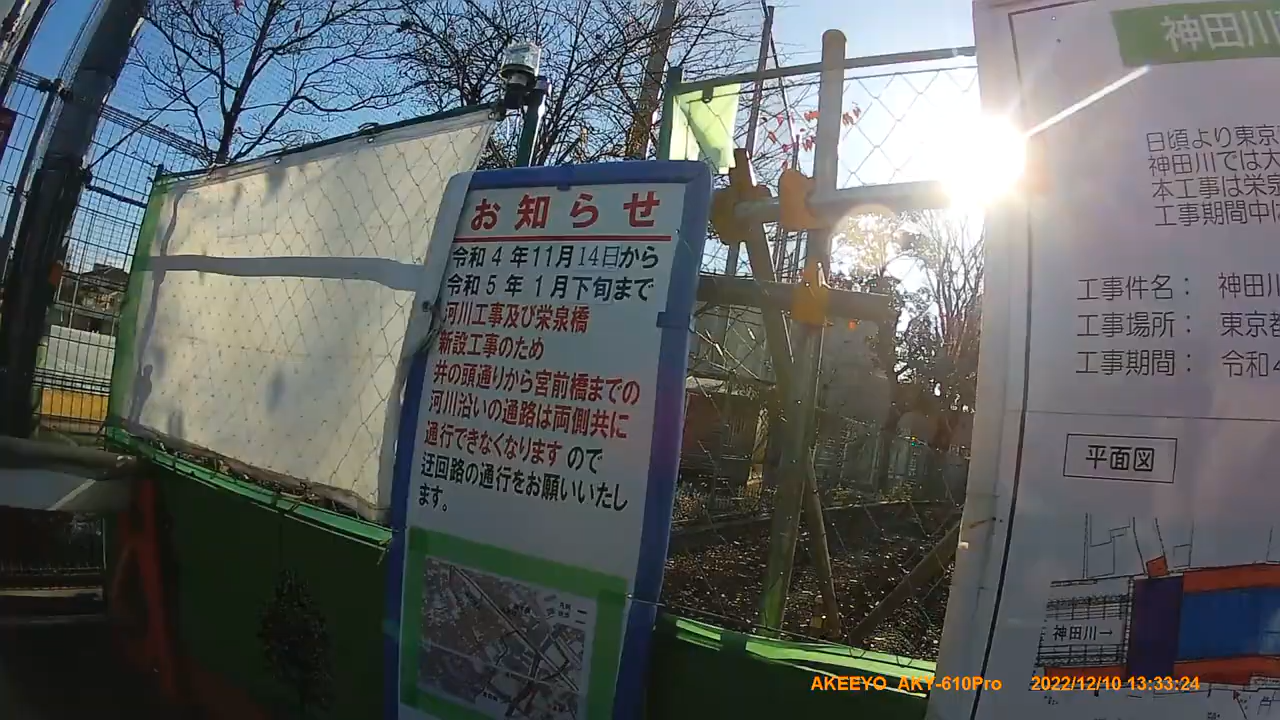 お知らせ
令和 4 年11月14日から
令和 5 年 1 月下旬まで
河川工事及び栄泉橋
新設工事のため
井の頭通りから宮前橋までの
河川沿いの通路は両側共に
通行できなくなります ので
迂回路の通行をお願いいたし
ます。
神田川
日頃より東京
神田川では大
本工事は栄泉
工事期間中に
工事件名： 神田川
工事場所： 東京都
工事期間： 令和4
平面図
神田川→
AKEEYO AKY-610Pro 2022/12/10 13:33:24